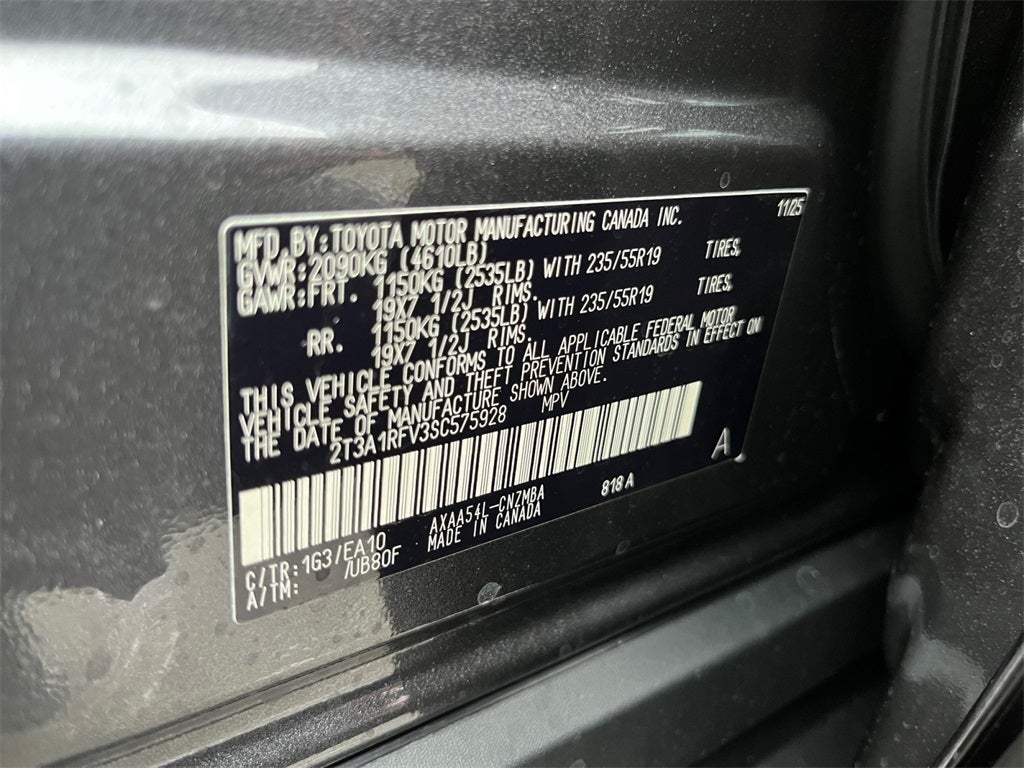 MFD.BY:TOYOTA MOTOR MANUFACTURING CANADA INC. 11/25
GVWR:2090KG (4610LB)
GAWR:FRT. 1150KG (2535LB) WITH 235/55R19 TIRES.
19X7 1/2J RIMS.
RR. 1150KG (2535LB) WITH 235/55R19 TIRES.
19X7 1/2J RIMS.
THIS VEHICLE CONFORMS TO ALL APPLICABLE FEDERAL MOTOR
VEHICLE SAFETY AND THEFT PREVENTION STANDARDS IN EFFECT ON
THE DATE OF MANUFACTURE SHOWN ABOVE.
2T3A1RFV3SC575928 MPV
A
818A
AXAA54L-CNZMBA
C/TR:1G3/EA10 MADE IN CANADA
A/TM: /UB80F